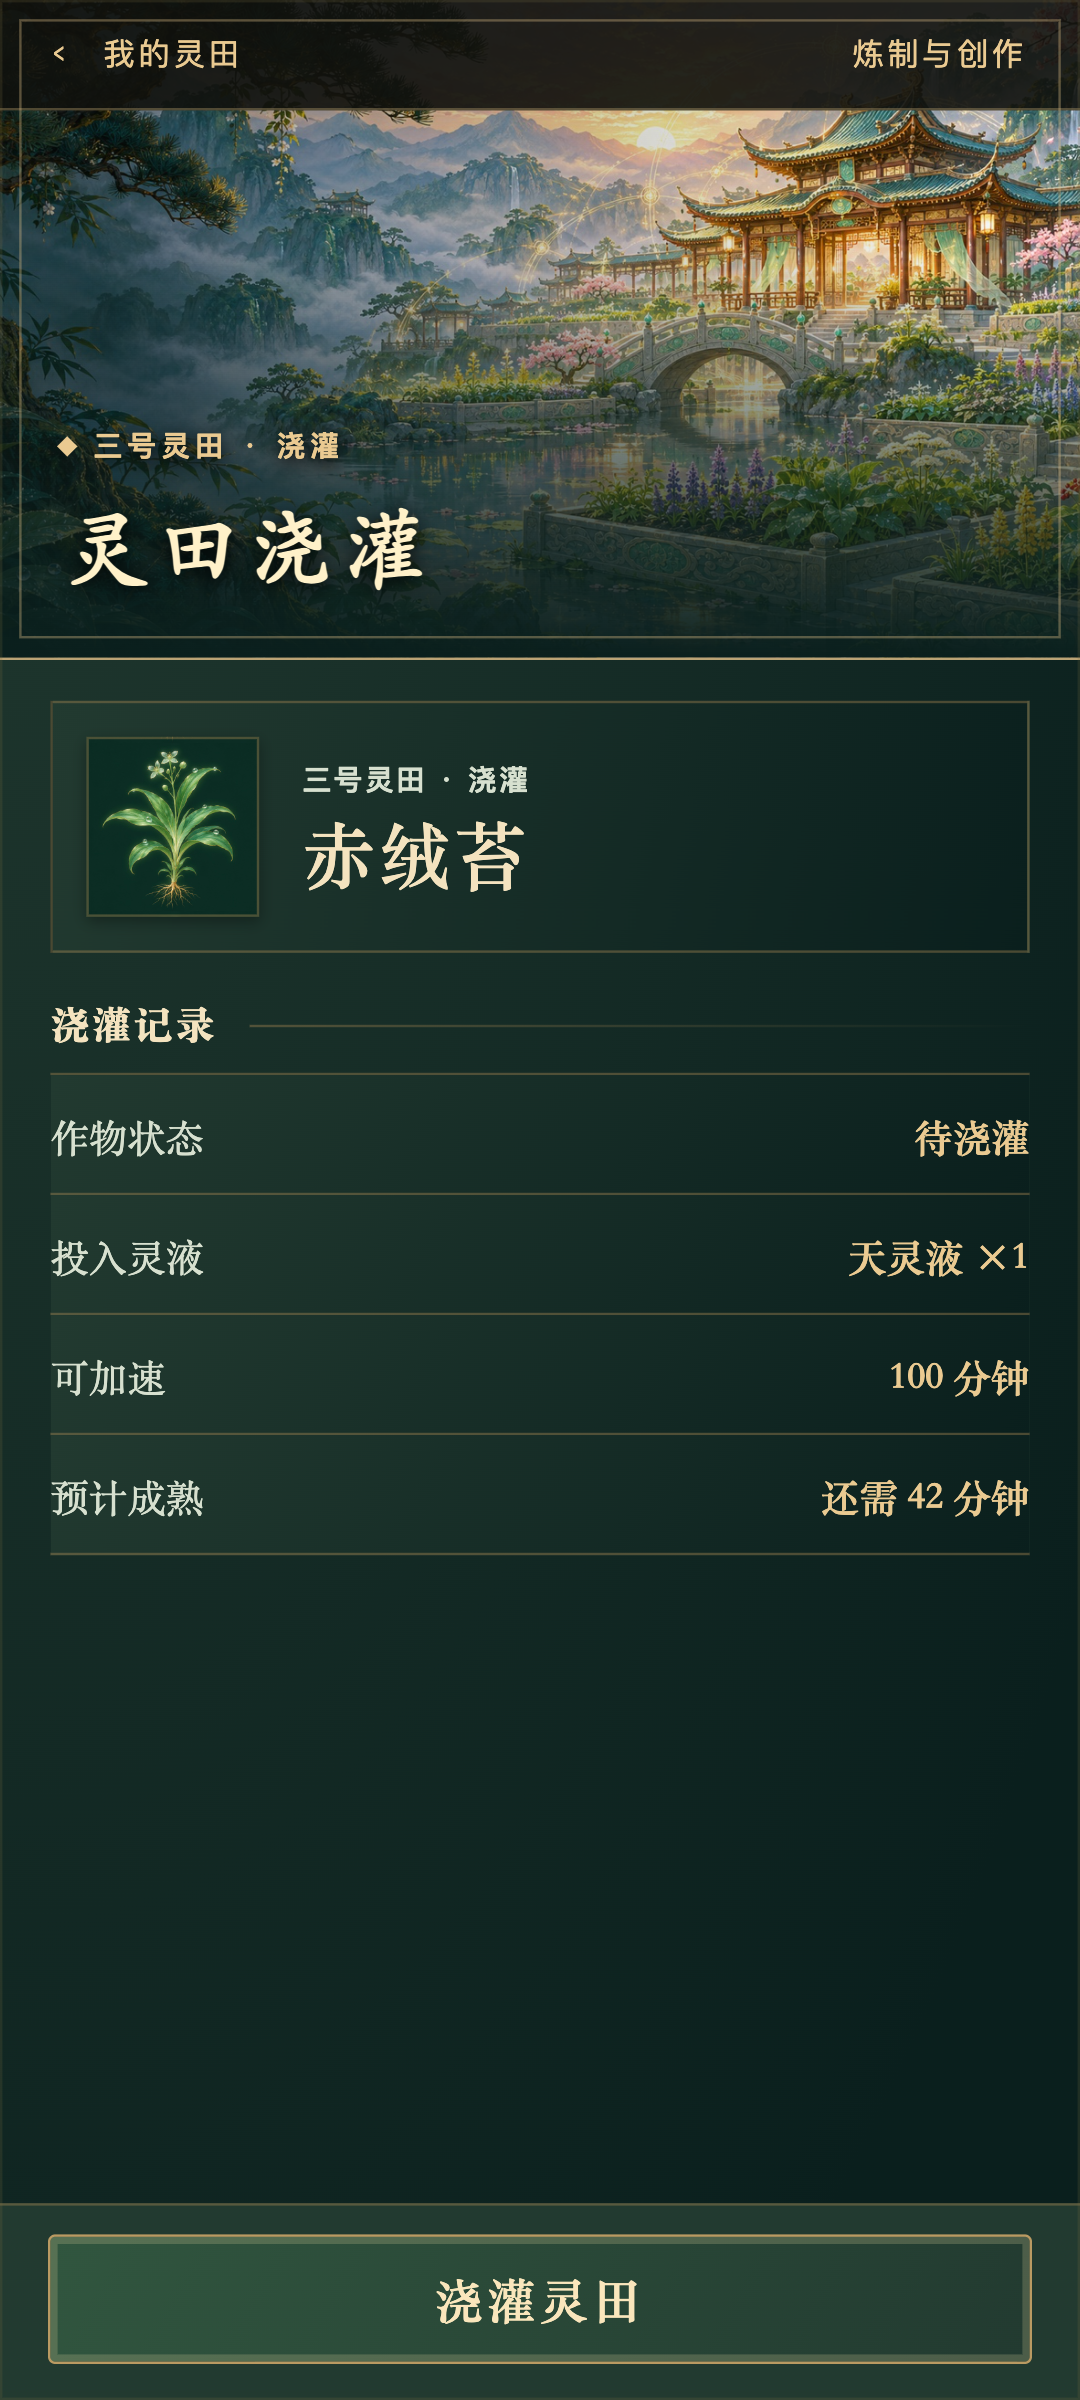 < 我的灵田 炼制与创作
◆ 三号灵田 · 浇灌
灵田浇灌
三号灵田 · 浇灌
赤绒苔
浇灌记录
作物状态 待浇灌
投入灵液 天灵液 ×1
可加速 100 分钟
预计成熟 还需 42 分钟
浇灌灵田